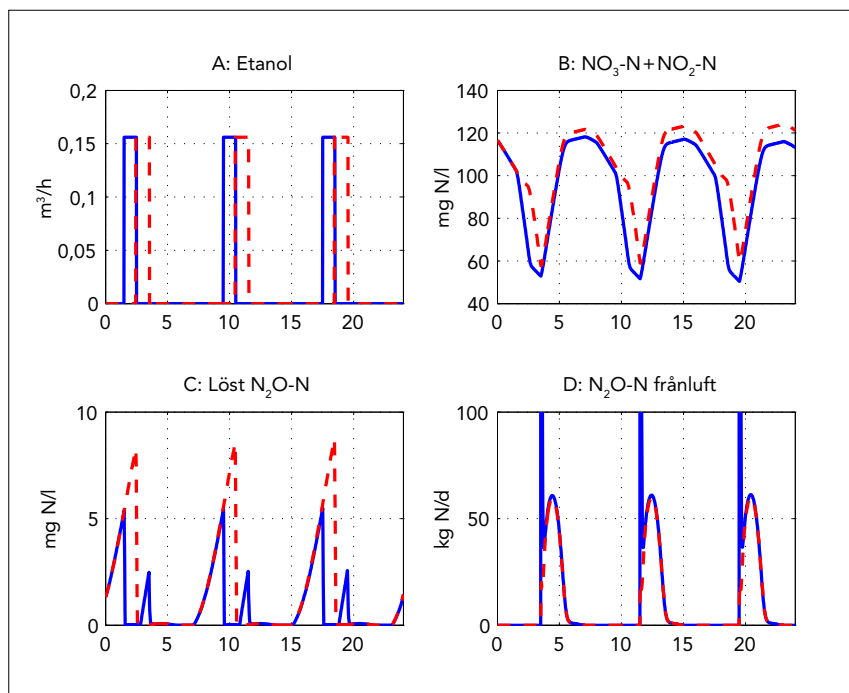 A: Etanol
0,2
0,15
0,1
0,05
0
m³/h
0 5 10 15 20
B: NO₃-N+NO₂-N
140
120
100
80
60
40
mg N/l
0 5 10 15 20
C: Löst N₂O-N
10
5
0
mg N/l
0 5 10 15 20
D: N₂O-N frånluft
100
50
0
kg N/d
0 5 10 15 20